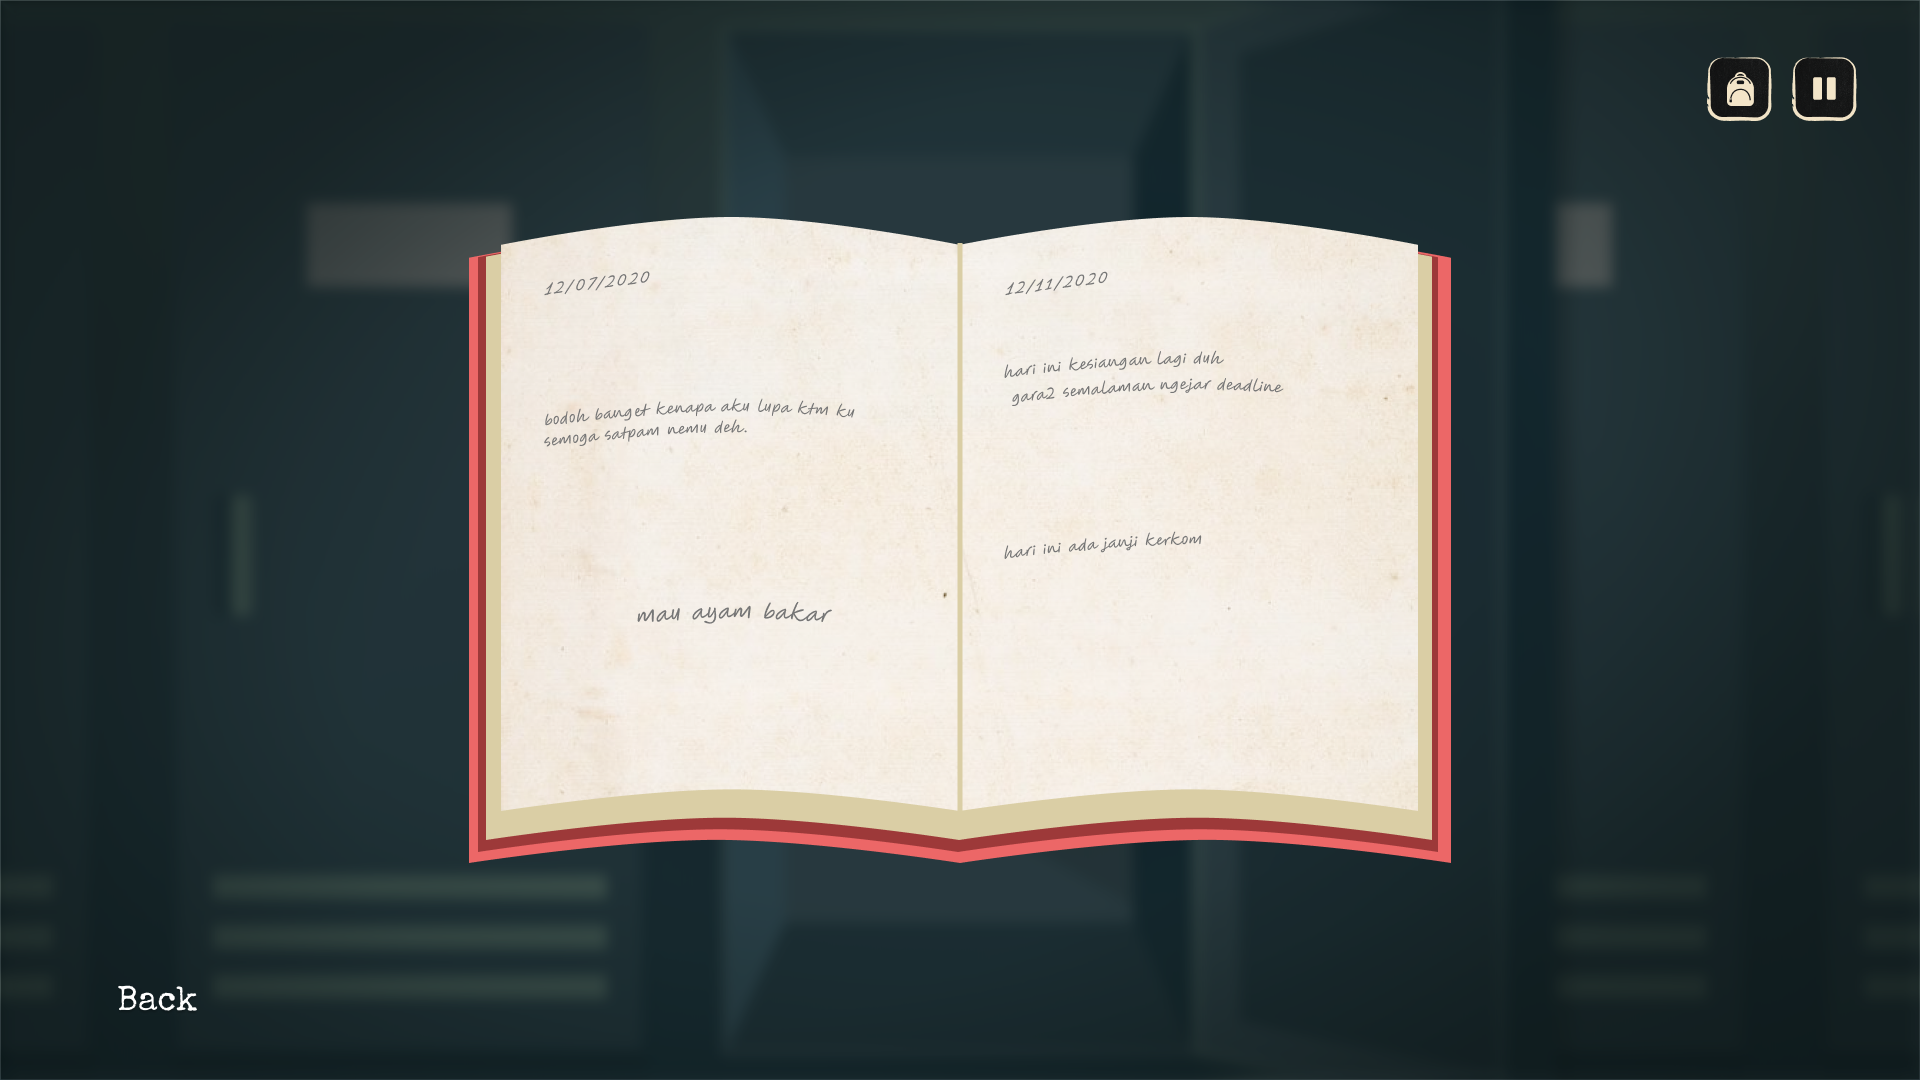 12/07/2020
bodoh banget kenapa aku lupa ktm ku
semoga satpam nemu deh.
mau ayam bakar
12/11/2020
hari ini kesiangan lagi duh
gara2 semalaman ngejar deadline
hari ini ada janji kerkom
Back